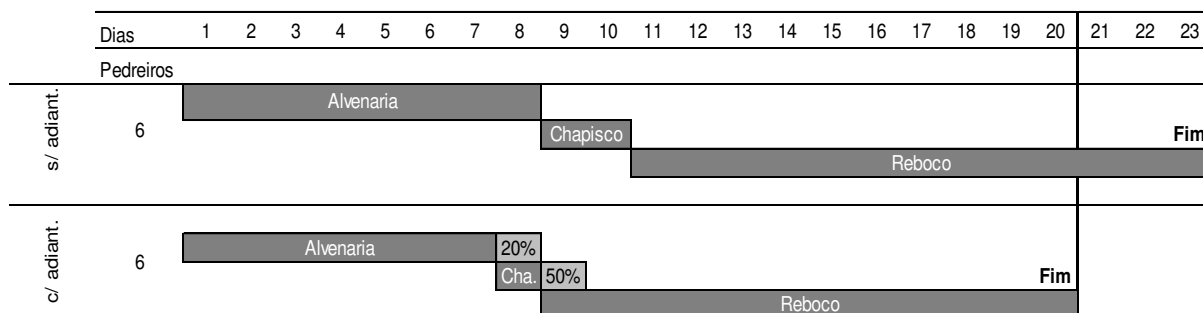 Dias 1 2 3 4 5 6 7 8 9 10 11 12 13 14 15 16 17 18 19 20 21 22 23
Pedreiros
s/ adiant.
Alvenaria
6 Chapisco Fim
Reboco
c/ adiant.
6 Alvenaria 20%
Cha. 50% Fim
Reboco